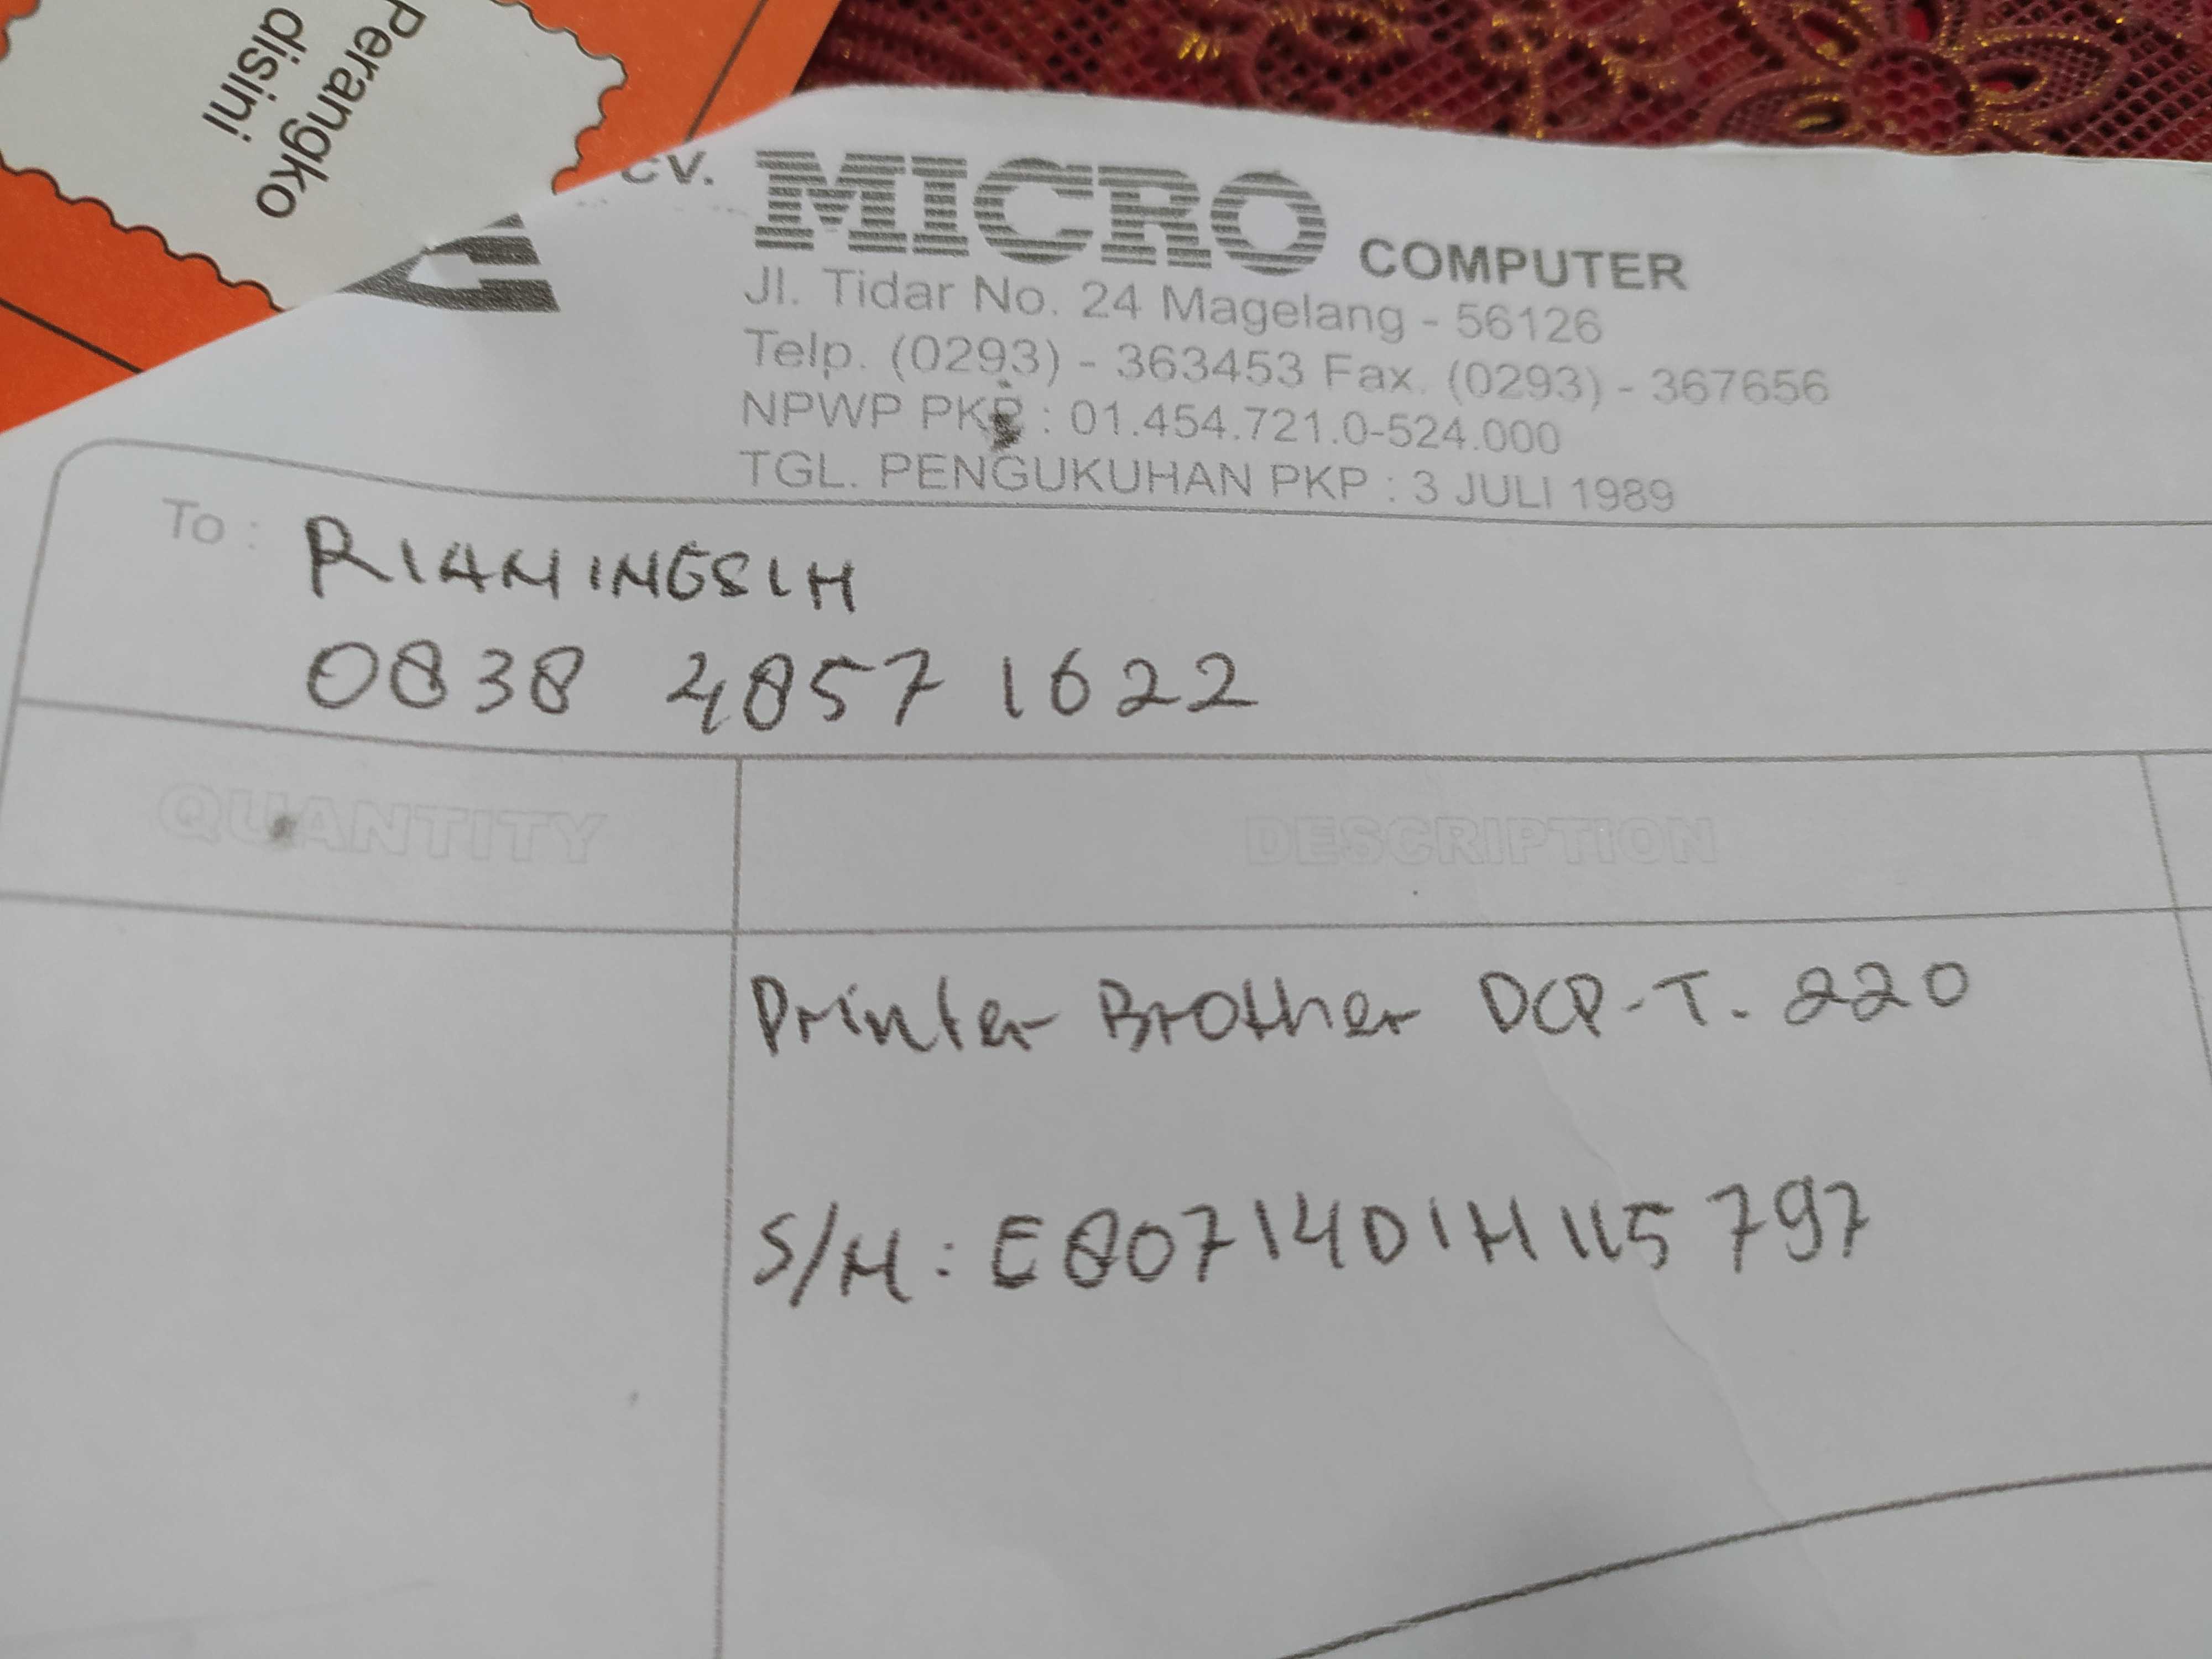 Perangko
disini
CV. MICRO COMPUTER
Jl. Tidar No. 24 Magelang - 56126
Telp. (0293) - 363453 Fax. (0293) - 367656
NPWP PKP : 01.454.721.0-524.000
TGL. PENGUKUHAN PKP : 3 JULI 1989
To : RIANINGSIH
0838 4857 1622
QUANTITY DESCRIPTION
Printer Brother DCP-T. 220
S/N : E80714D1H115797